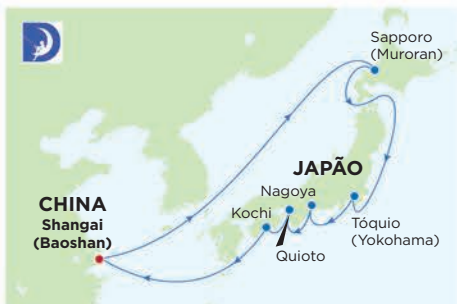 Sapporo
(Muroran)
JAPÃO
Nagoya
CHINA
Shangai
(Baoshan)
Kochi
Quioto
Tóquio
(Yokohama)